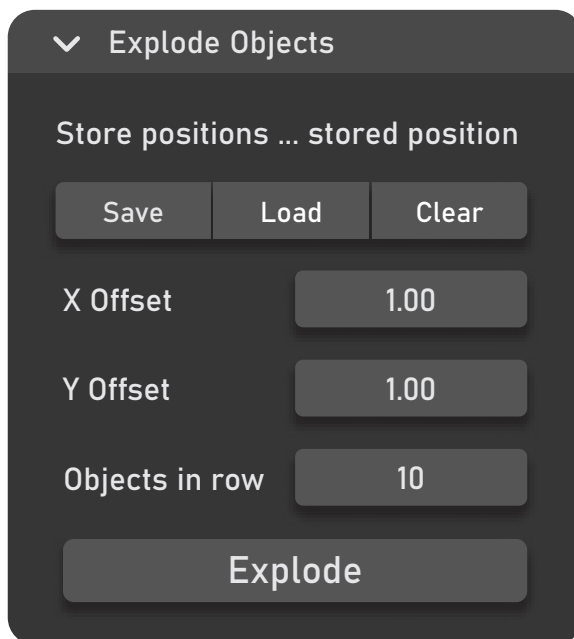 Explode Objects
Store positions ... stored position
Save Load Clear
X Offset 1.00
Y Offset 1.00
Objects in row 10
Explode